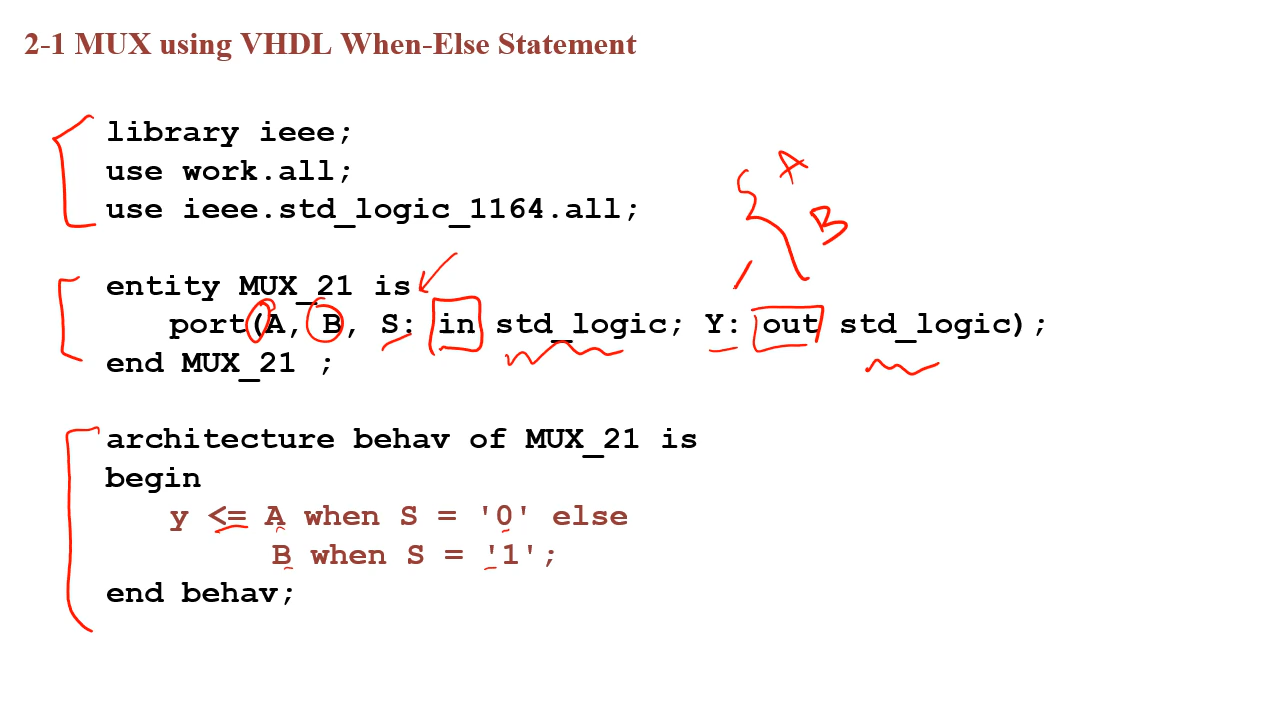 2-1 MUX using VHDL When-Else Statement
library ieee;
use work.all;
use ieee.std_logic_1164.all;
A
B
entity MUX_21 is
port(A, B, S: in std_logic; Y: out std_logic);
end MUX_21 ;
architecture behav of MUX_21 is
begin
y <= A when S = '0' else
B when S = '1';
end behav;